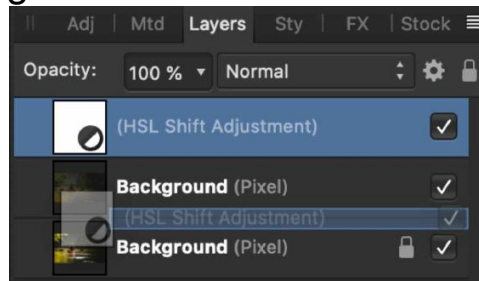 Adj | Mtd Layers Sty | FX | Stock
Opacity: 100 % Normal
(HSL Shift Adjustment)
Background (Pixel)
(HSL Shift Adjustment)
Background (Pixel)